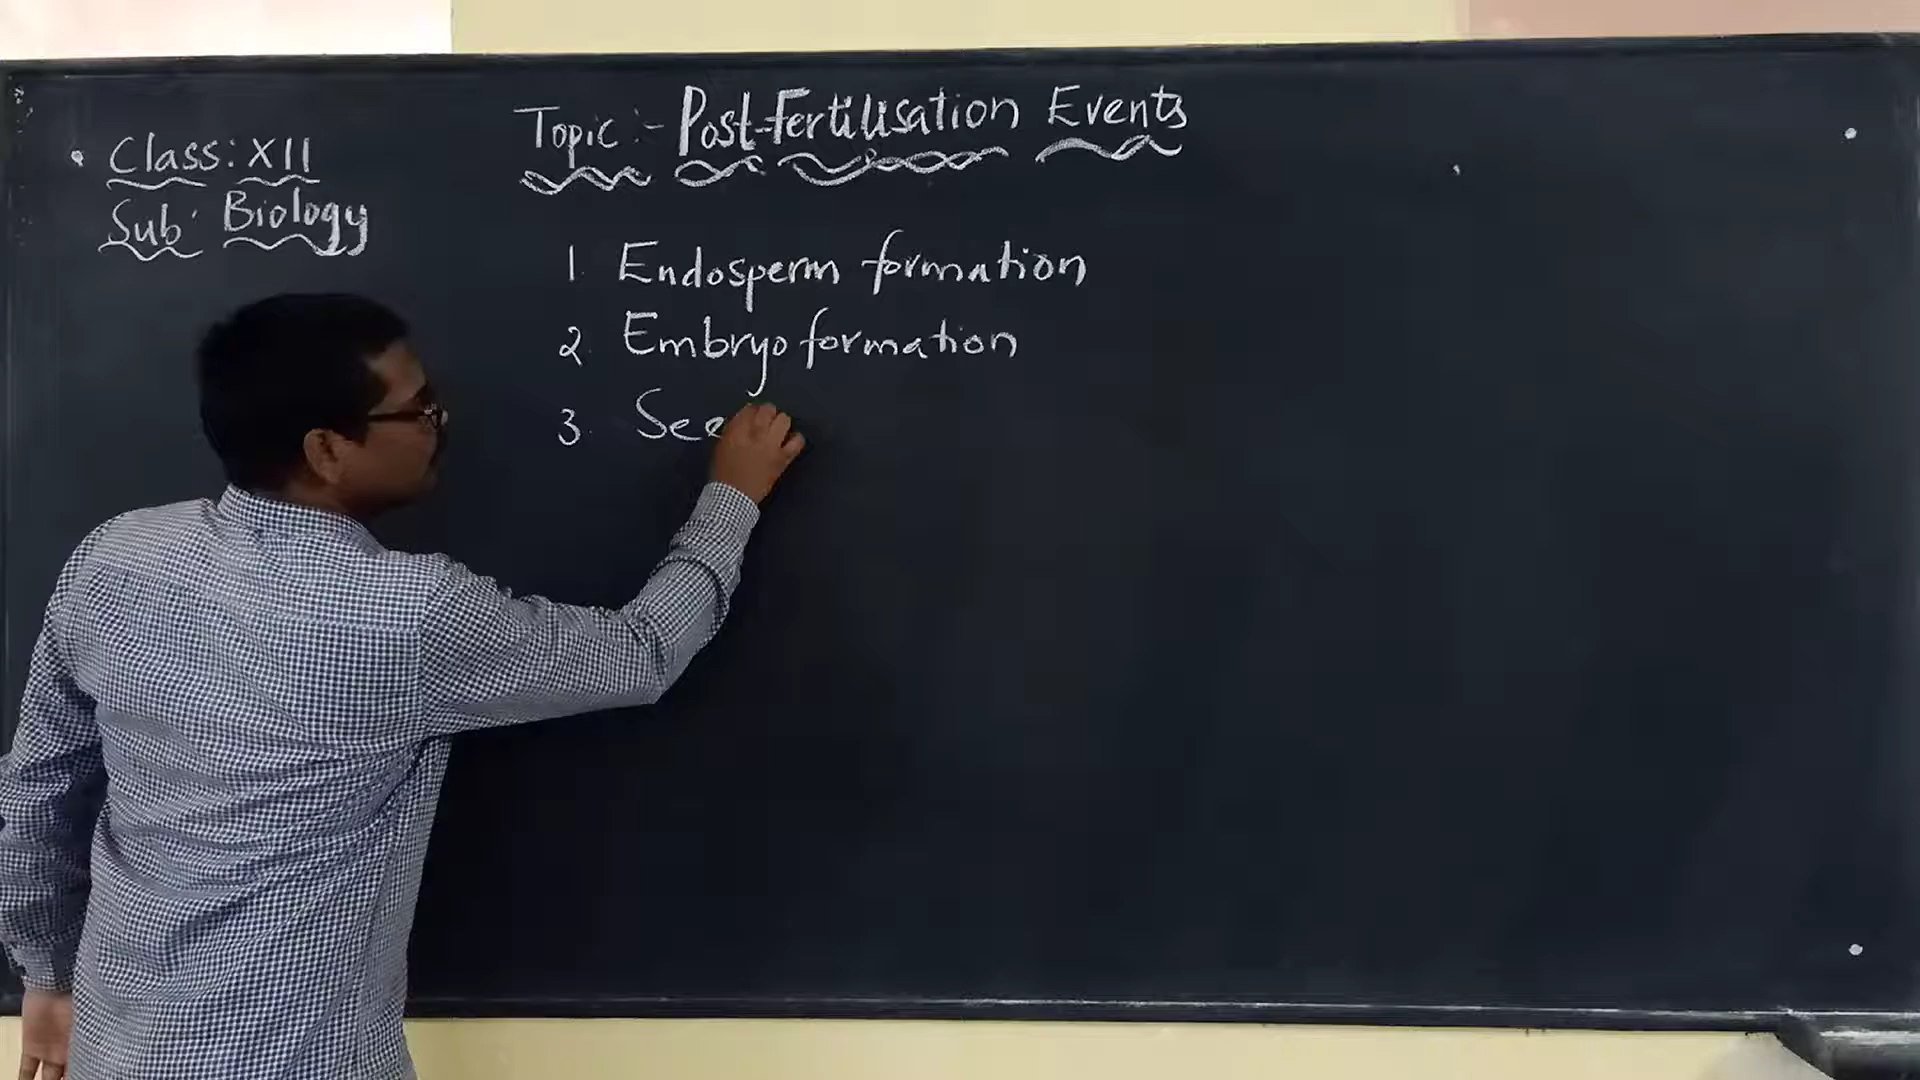 Class: XII
Sub: Biology
Topic:- Post-Fertilisation Events
1. Endosperm formation
2. Embryo formation
3. See